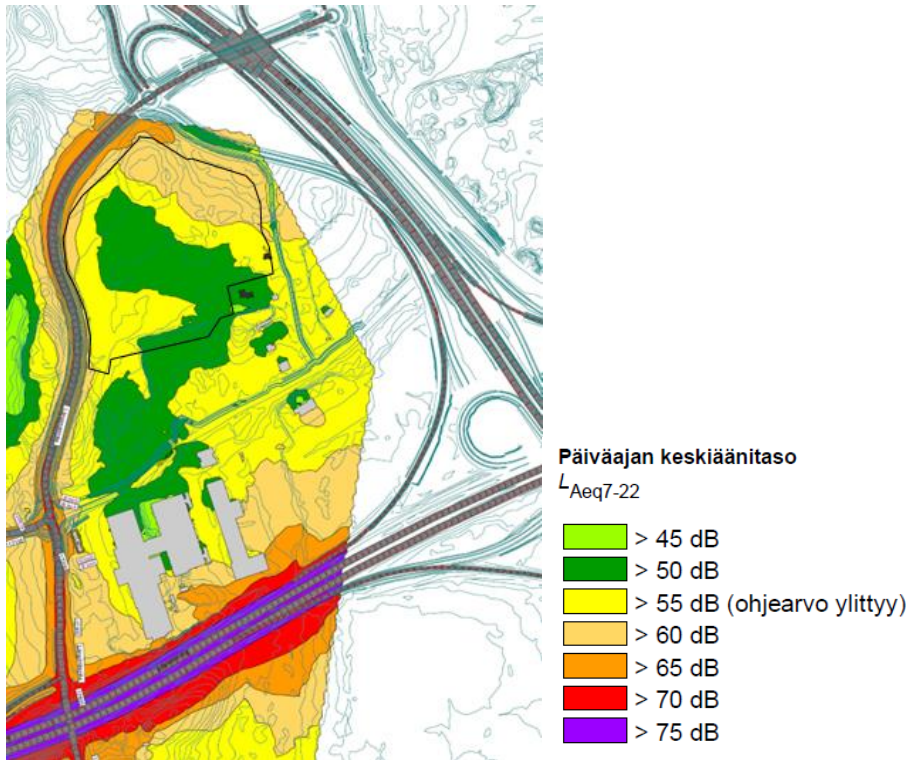 Päiväajan keskiäänitaso
LAeq7-22
> 45 dB
> 50 dB
> 55 dB (ohjearvo ylittyy)
> 60 dB
> 65 dB
> 70 dB
> 75 dB